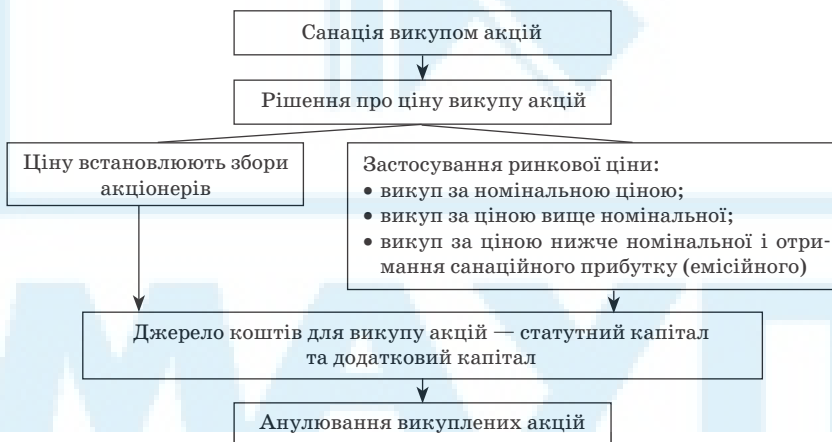 Санація викупом акцій
Рішення про ціну викупу акцій
Ціну встановлюють збори
акціонерів
Застосування ринкової ціни:
• викуп за номінальною ціною;
• викуп за ціною вище номінальної;
• викуп за ціною нижче номінальної і отри-
мання санаційного прибутку (емісійного)
Джерело коштів для викупу акцій — статутний капітал
та додатковий капітал
Анулювання викуплених акцій
МАУП